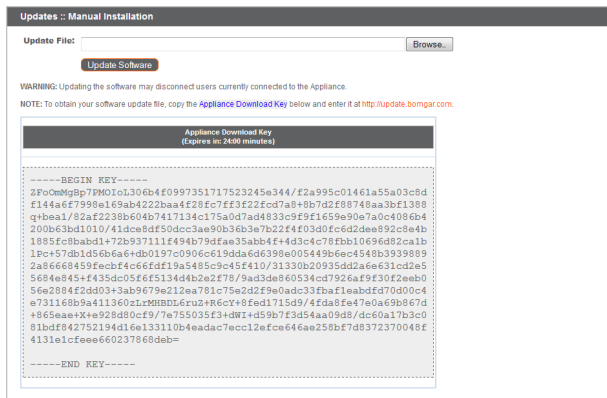 Updates :: Manual Installation
Update File:
Browse..
Update Software
WARNING: Updating the software may disconnect users currently connected to the Appliance.
NOTE: To obtain your software update file, copy the Appliance Download Key below and enter it at http://update.bomgar.com.
Appliance Download Key
(Expires in: 24:00 minutes)
-----BEGIN KEY-----
ZFoOmMgBp7PMOIoL306b4f0997351717523245e344/f2a995c01461a55a03c8d
f144a6f7998e169ab4222baa4f28fc7ff3f22fcd7a8+8b7d2f88748aa3bf1388
q+bea1/82af2238b604b7417134c175a0d7ad4833c9f9f1659e90e7a0c4086b4
200b63bd1010/41dce8df50dcc3ae90b36b3e7b22f4f03d0fc6d2dee892c8e4b
1885fc8babd1+72b937111f494b79dfae35abb4f+4d3c4c78fbb10696d82ca1b
lPc+57db1d56b6a6+db0197c0906c619dda6d6398e005449b6ec4548b3939889
2a86668459fecbf4c66fdf19a5485c9c45f410/31330b20935dd2a6e631cd2e5
5684e845+f435dc05f6f5134d4b2e2f78/9ad3de860534cd7926af9f30f2eeb0
56e2884f2dd03+3ab9679e212ea781c75e2d2f9e0adc33fbaf1eabdfd70d00c4
e731168b9a411360zLrMHBDL6ruZ+R6cY+8fed1715d9/4fda8fe47e0a69b867d
+865eae+X+e928d80cf9/7e755035f3+dWI+d59b7f3d54aa09d8/dc60a17b3c0
81bdf842752194d16e133110b4eadac7ecc12efce646ae258bf7d8372370048f
4131e1cfeee660237868deb=
-----END KEY-----